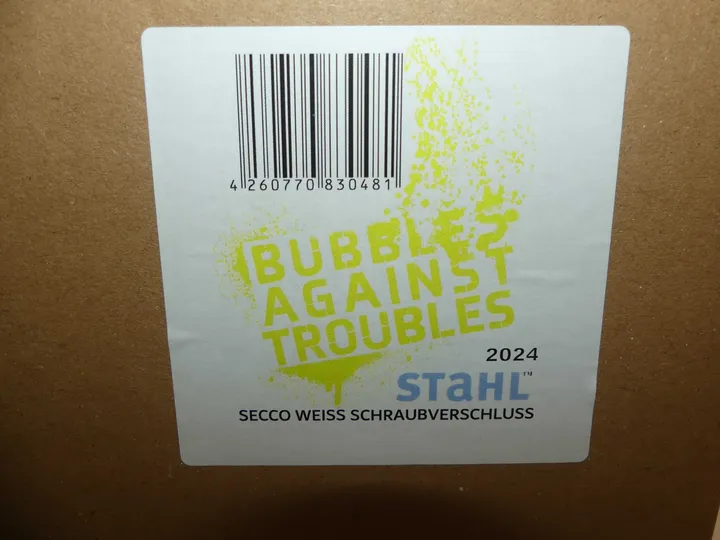 4 260770 830481
BUBBLES
AGAINST
TROUBLES
2024
STaHL™
SECCO WEISS SCHRAUBVERSCHLUSS